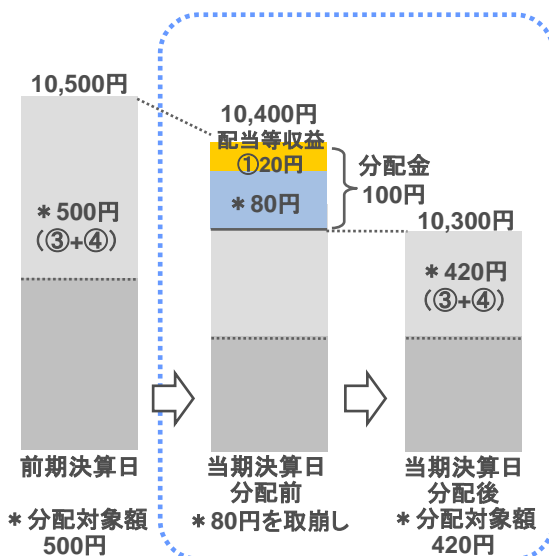 10,500円
＊500円
（③+④）
前期決算日
＊分配対象額
500円
10,400円
配当等収益
①20円
＊80円
分配金
100円
当期決算日
分配前
＊80円を取崩し
10,300円
＊420円
（③+④）
当期決算日
分配後
＊分配対象額
420円